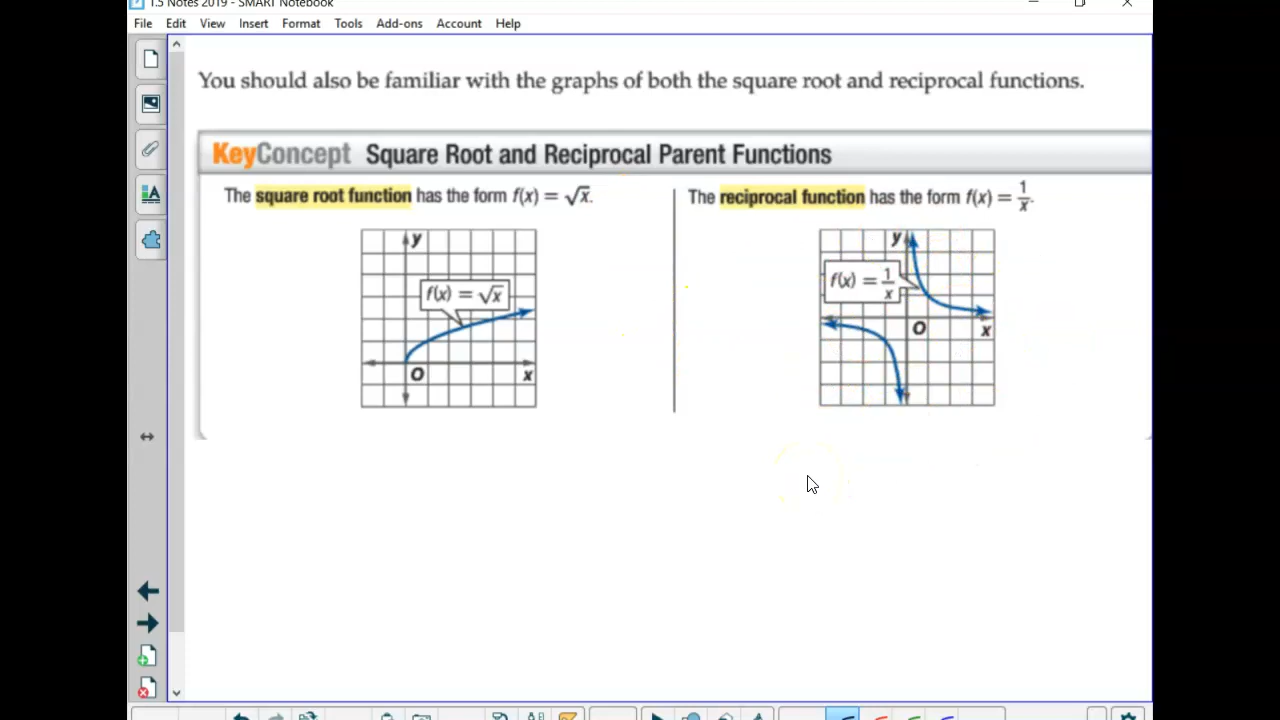 1.5 Notes 2019 - SMART Notebook
File Edit View Insert Format Tools Add-ons Account Help
You should also be familiar with the graphs of both the square root and reciprocal functions.
KeyConcept Square Root and Reciprocal Parent Functions
The square root function has the form f(x) = √x.
y
f(x) = √x
O
x
The reciprocal function has the form f(x) = 1/x.
y
f(x) = 1/x
O
x